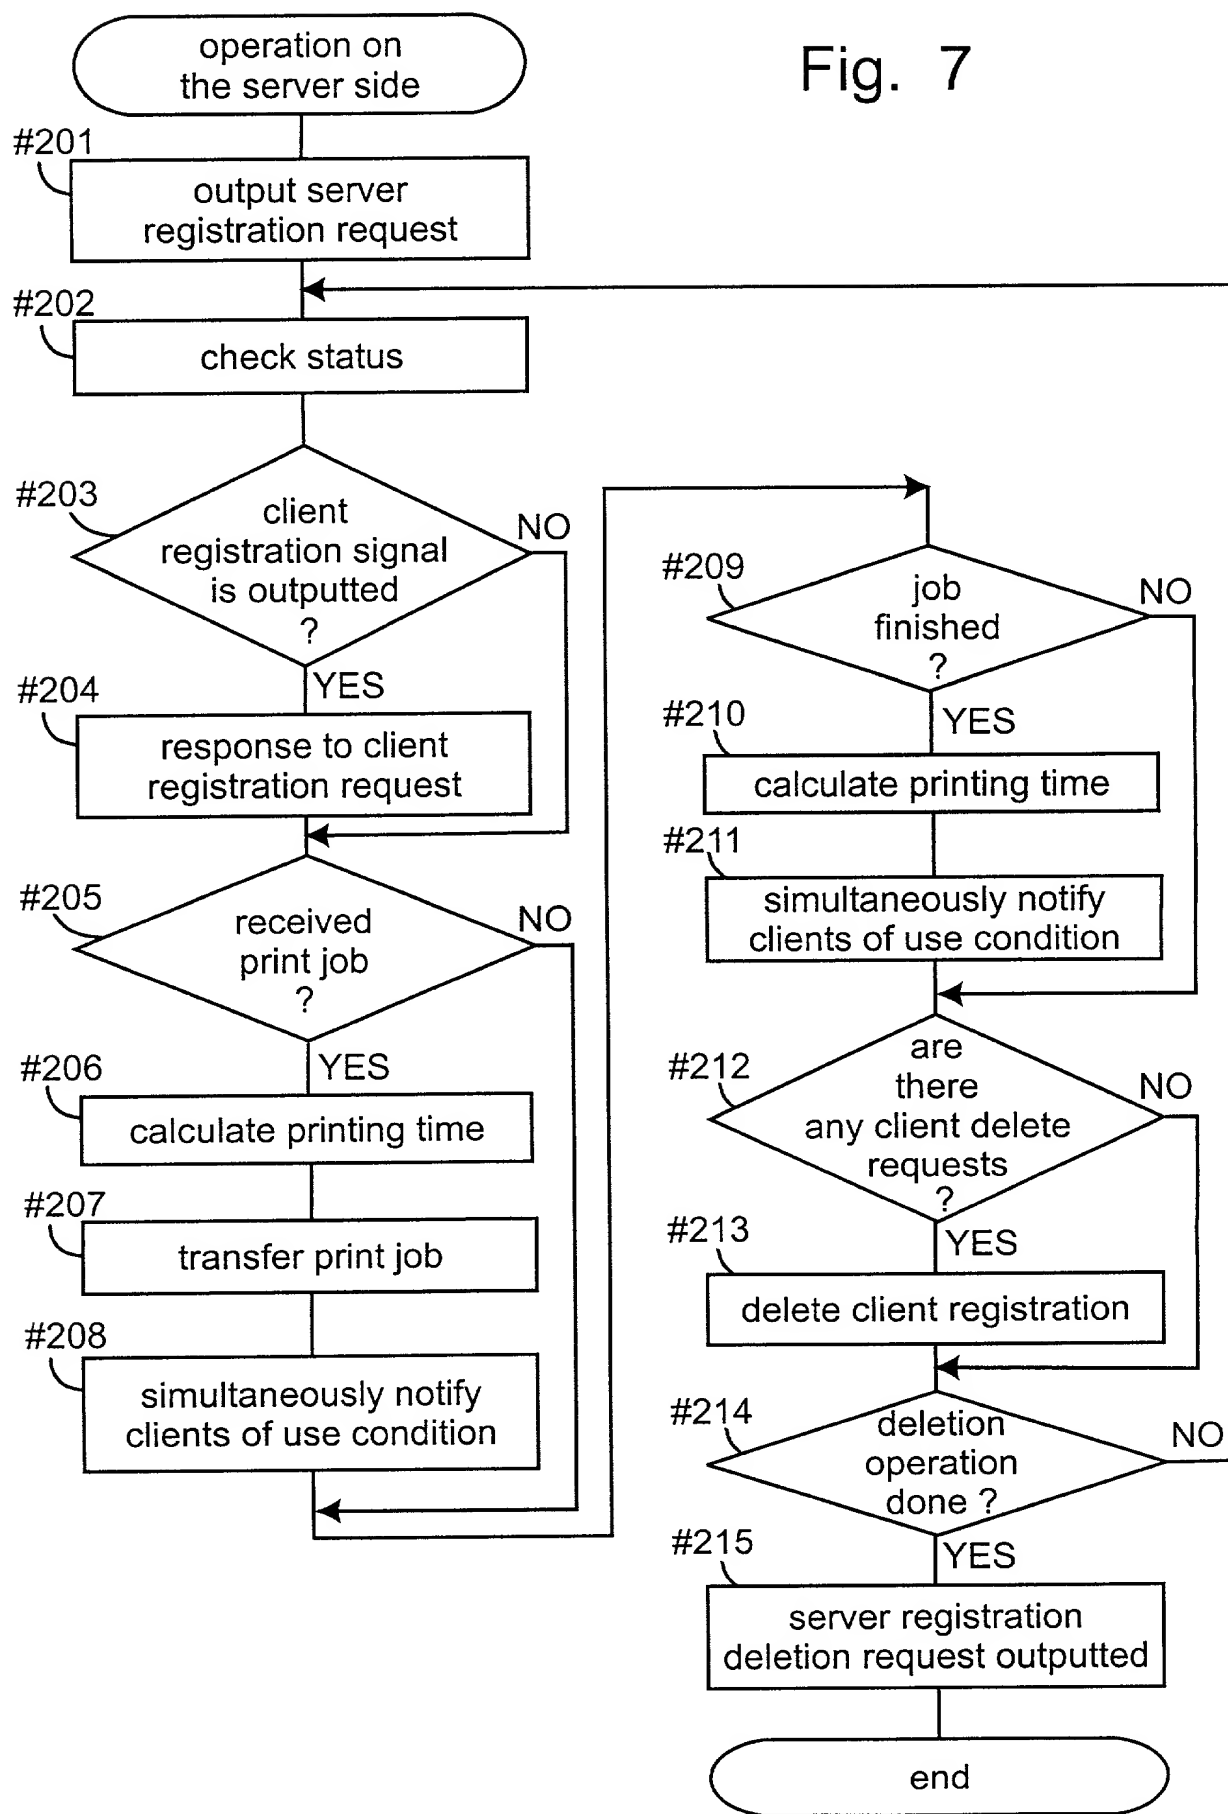 Fig. 7
operation on
the server side
#201
output server
registration request
#202
check status
#203
client
registration signal
is outputted
?
NO
YES
#204
response to client
registration request
#205
received
print job
?
NO
YES
#206
calculate printing time
#207
transfer print job
#208
simultaneously notify
clients of use condition
#209
job
finished
?
NO
YES
#210
calculate printing time
#211
simultaneously notify
clients of use condition
#212
are
there
any client delete
requests
?
NO
YES
#213
delete client registration
#214
deletion
operation
done ?
NO
YES
#215
server registration
deletion request outputted
end